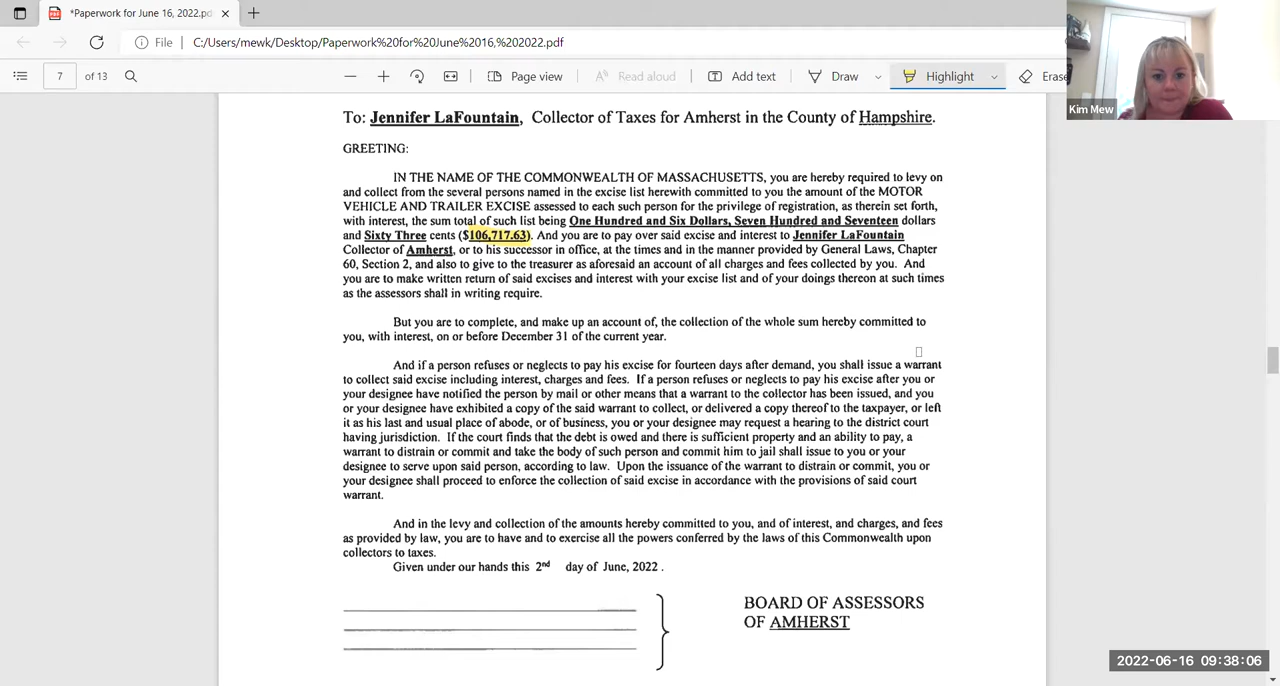 *Paperwork for June 16, 2022.pd
File C:/Users/mewk/Desktop/Paperwork%20for%20June%2016,%202022.pdf
7 of 13 Page view Read aloud Add text Draw Highlight Erase
Kim Mew
To: Jennifer LaFountain, Collector of Taxes for Amherst in the County of Hampshire.
GREETING:
IN THE NAME OF THE COMMONWEALTH OF MASSACHUSETTS, you are hereby required to levy on
and collect from the several persons named in the excise list herewith committed to you the amount of the MOTOR
VEHICLE AND TRAILER EXCISE assessed to each such person for the privilege of registration, as therein set forth,
with interest, the sum total of such list being One Hundred and Six Dollars, Seven Hundred and Seventeen dollars
and Sixty Three cents ($106,717.63). And you are to pay over said excise and interest to Jennifer LaFountain
Collector of Amherst, or to his successor in office, at the times and in the manner provided by General Laws, Chapter
60, Section 2, and also to give to the treasurer as aforesaid an account of all charges and fees collected by you. And
you are to make written return of said excises and interest with your excise list and of your doings thereon at such times
as the assessors shall in writing require.
But you are to complete, and make up an account of, the collection of the whole sum hereby committed to
you, with interest, on or before December 31 of the current year.
And if a person refuses or neglects to pay his excise for fourteen days after demand, you shall issue a warrant
to collect said excise including interest, charges and fees. If a person refuses or neglects to pay his excise after you or
your designee have notified the person by mail or other means that a warrant to the collector has been issued, and you
or your designee have exhibited a copy of the said warrant to collect, or delivered a copy thereof to the taxpayer, or left
it as his last and usual place of abode, or of business, you or your designee may request a hearing to the district court
having jurisdiction. If the court finds that the debt is owed and there is sufficient property and an ability to pay, a
warrant to distrain or commit and take the body of such person and commit him to jail shall issue to you or your
designee to serve upon said person, according to law. Upon the issuance of the warrant to distrain or commit, you or
your designee shall proceed to enforce the collection of said excise in accordance with the provisions of said court
warrant.
And in the levy and collection of the amounts hereby committed to you, and of interest, and charges, and fees
as provided by law, you are to have and to exercise all the powers conferred by the laws of this Commonwealth upon
collectors to taxes.
Given under our hands this 2nd day of June, 2022 .
BOARD OF ASSESSORS
OF AMHERST
2022-06-16 09:38:06